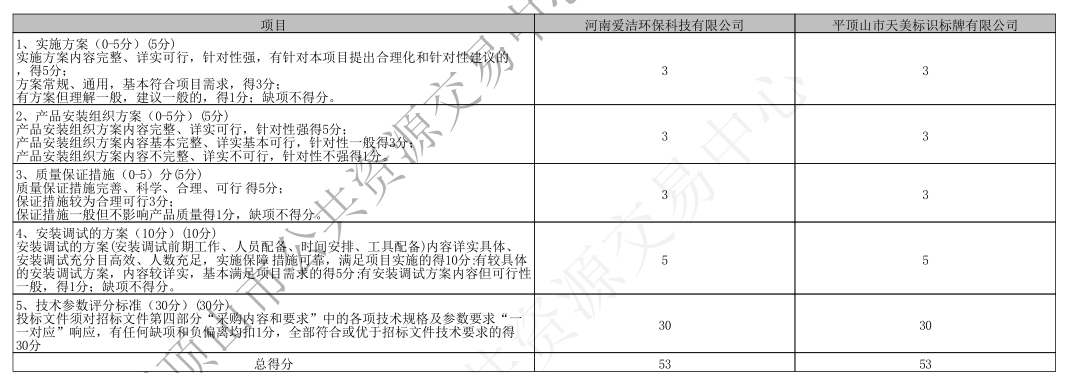 项目 河南爱洁环保科技有限公司 平顶山市天美标识标牌有限公司
1、实施方案（0-5分）(5分)
实施方案内容完整、详实可行，针对性强，有针对本项目提出合理化和针对性建议的
，得5分；
方案常规、通用，基本符合项目需求，得3分；
有方案但理解一般，建议一般的，得1分；缺项不得分。
3 3
2、产品安装组织方案（0-5分）(5分)
产品安装组织方案内容完整、详实可行，针对性强得5分；
产品安装组织方案内容基本完整、详实基本可行，针对性一般得3分；
产品安装组织方案内容不完整、详实不可行，针对性不强得1分。
3 3
3、质量保证措施（0-5）分(5分)
质量保证措施完善、科学、合理、可行 得5分；
保证措施较为合理可行3分；
保证措施一般但不影响产品质量得1分，缺项不得分。
3 3
4、安装调试的方案（10分）(10分)
安装调试的方案(安装调试前期工作、人员配备、时间安排、工具配备)内容详实具体、
安装调试充分目高效、人数充足，实施保障措施可靠，满足项目实施的得10分;有较具体
的安装调试方案，内容较详实，基本满足项目需求的得5分;有安装调试方案内容但可行性
一般，得1分；缺项不得分。
5 5
5、技术参数评分标准（30分）(30分)
投标文件须对招标文件第四部分“采购内容和要求”中的各项技术规格及参数要求“一
一对应”响应，有任何缺项和负偏离均扣1分，全部符合或优于招标文件技术要求的得
30分
30 30
总得分 53 53
顶山市公共资源交易中心
共资源交易中心